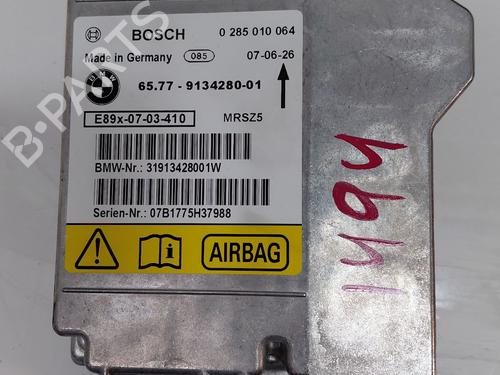 BOSCH 0 285 010 064
Made in Germany 085 07-06-26
BMW 65.77 - 9134280-01
E89x-07-03-410 MRSZ5
BMW-Nr.: 31913428001W
Serien-Nr.: 07B1775H37988
AIRBAG
1494
B-PARTS